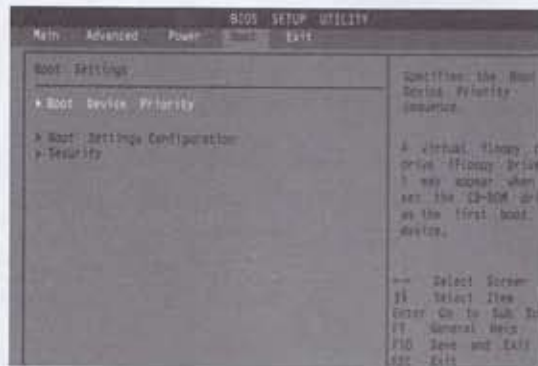 BIOS SETUP UTILITY
Main Advanced Power Boot Exit
Boot Settings
Boot Device Priority
Boot Settings Configuration
Security
Specifies the Boot
Device Priority
sequence.
A virtual floppy
drive (Floppy Drive
may appear when
set the CD-ROM
as the first boot
device.
Select Screen
Select Item
Enter Go to Sub
F1 General Help
F10 Save and Exit
ESC Exit